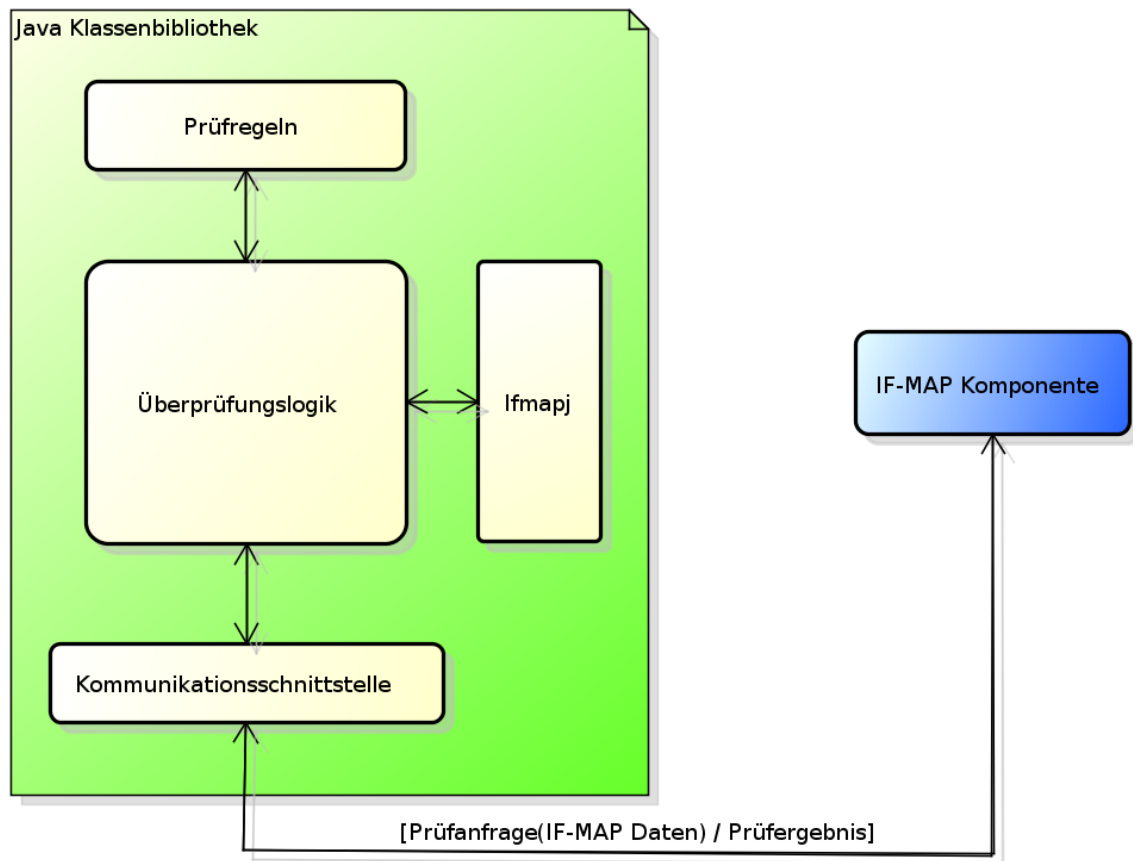 Java Klassenbibliothek
Prüfregeln
Überprüfungslogik
Ifmapj
IF-MAP Komponente
Kommunikationsschnittstelle
[Prüfanfrage(IF-MAP Daten) / Prüfergebnis]